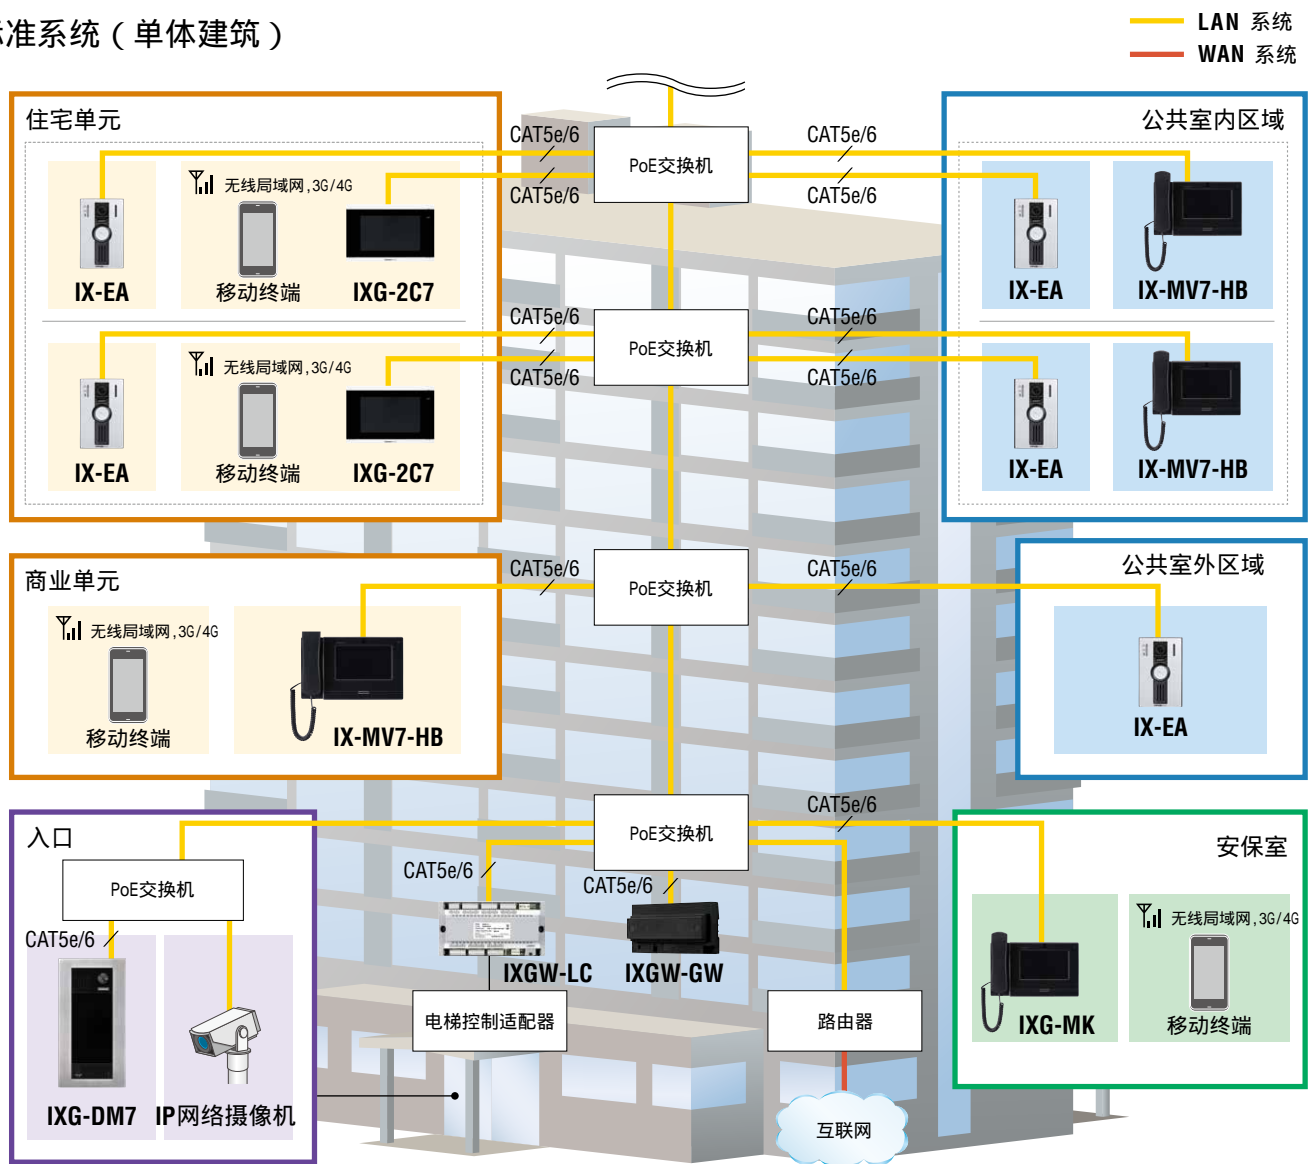 标准系统（单体建筑）
LAN 系统
WAN 系统
住宅单元
公共室内区域
CAT5e/6
CAT5e/6
PoE交换机
CAT5e/6
CAT5e/6
无线局域网,3G/4G
IX-EA
移动终端
IXG-2C7
IX-EA
IX-MV7-HB
CAT5e/6
CAT5e/6
PoE交换机
CAT5e/6
CAT5e/6
无线局域网,3G/4G
IX-EA
移动终端
IXG-2C7
IX-EA
IX-MV7-HB
商业单元
CAT5e/6
PoE交换机
CAT5e/6
公共室外区域
无线局域网,3G/4G
移动终端
IX-MV7-HB
IX-EA
入口
PoE交换机
CAT5e/6
安保室
PoE交换机
CAT5e/6
CAT5e/6
CAT5e/6
无线局域网,3G/4G
IXGW-LC
IXGW-GW
电梯控制适配器
路由器
IXG-MK
移动终端
IXG-DM7
IP网络摄像机
互联网